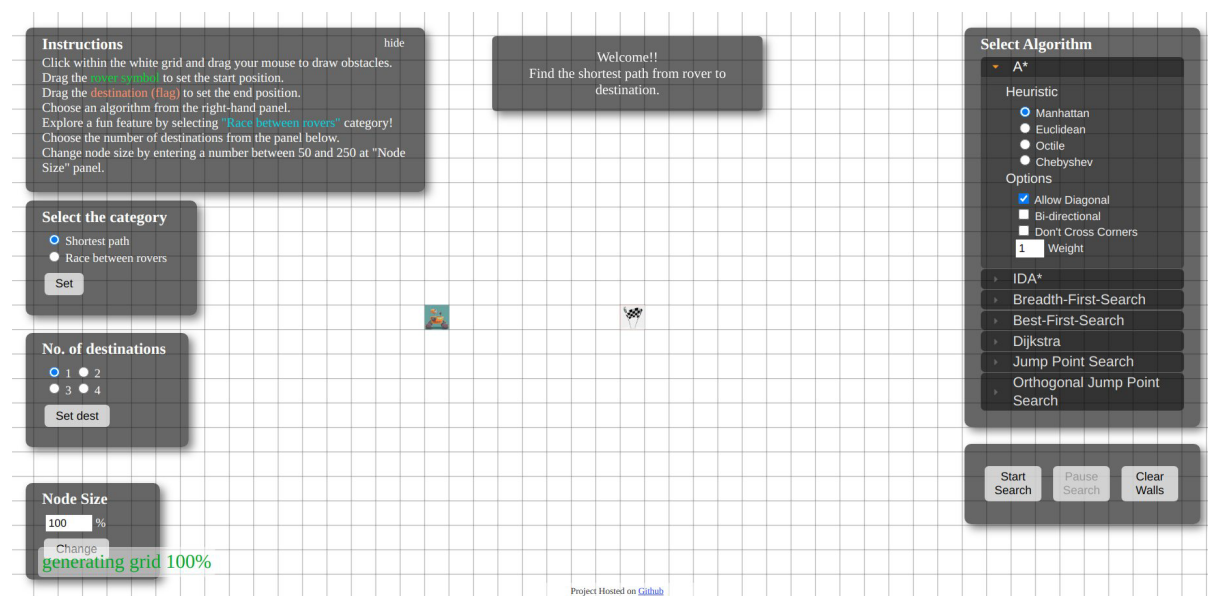 Instructions
hide
Click within the white grid and drag your mouse to draw obstacles.
Drag the rover symbol to set the start position.
Drag the destination (flag) to set the end position.
Choose an algorithm from the right-hand panel.
Explore a fun feature by selecting "Race between rovers" category!
Choose the number of destinations from the panel below.
Change node size by entering a number between 50 and 250 at "Node
Size" panel.
Welcome!!
Find the shortest path from rover to
destination.
Select the category
Shortest path
Race between rovers
Set
No. of destinations
1 2
3 4
Set dest
Node Size
100 %
Change
generating grid 100%
Select Algorithm
A*
Heuristic
Manhattan
Euclidean
Octile
Chebyshev
Options
Allow Diagonal
Bi-directional
Don't Cross Corners
1 Weight
IDA*
Breadth-First-Search
Best-First-Search
Dijkstra
Jump Point Search
Orthogonal Jump Point
Search
Start
Search
Pause
Search
Clear
Walls
Project Hosted on Github